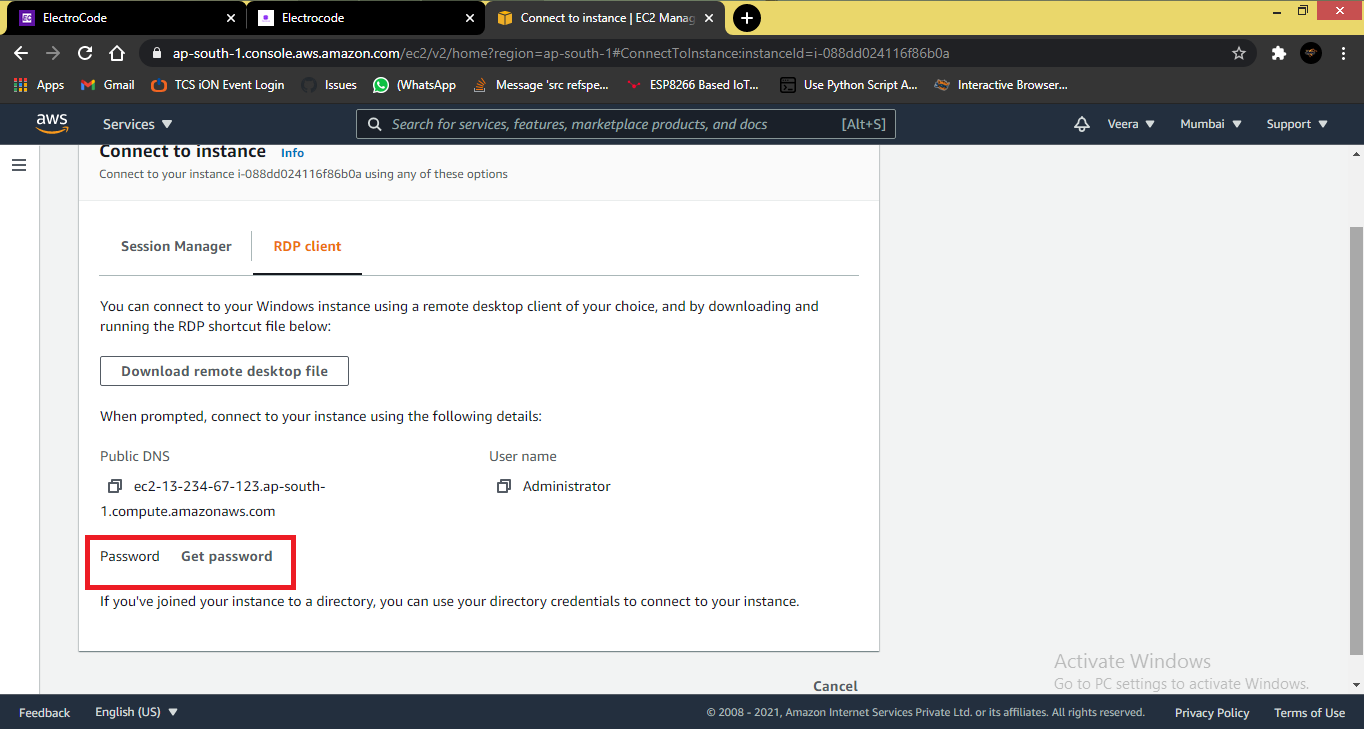 ElectroCode
Electrocode
Connect to instance | EC2 Manag
ap-south-1.console.aws.amazon.com/ec2/v2/home?region=ap-south-1#ConnectToInstance:instanceId=i-088dd024116f86b0a
Apps Gmail TCS iON Event Login Issues (WhatsApp Message 'src refspe... ESP8266 Based IoT... Use Python Script A... Interactive Browser...
aws Services Search for services, features, marketplace products, and docs [Alt+S] Veera Mumbai Support
Connect to instance Info
Connect to your instance i-088dd024116f86b0a using any of these options
Session Manager RDP client
You can connect to your Windows instance using a remote desktop client of your choice, and by downloading and
running the RDP shortcut file below:
Download remote desktop file
When prompted, connect to your instance using the following details:
Public DNS User name
ec2-13-234-67-123.ap-south- Administrator
1.compute.amazonaws.com
Password Get password
If you've joined your instance to a directory, you can use your directory credentials to connect to your instance.
Activate Windows
Go to PC settings to activate Windows.
Cancel
Feedback English (US) © 2008 - 2021, Amazon Internet Services Private Ltd. or its affiliates. All rights reserved. Privacy Policy Terms of Use